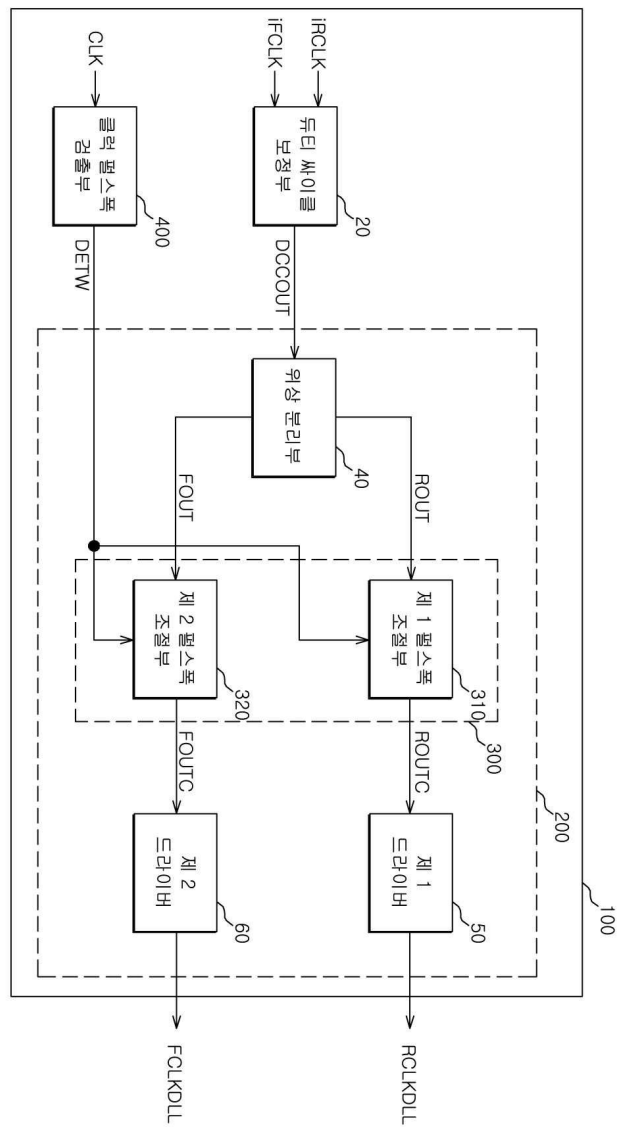 100
200
iRCLK
iFCLK
듀티 싸이클
보정부
20
DCCOUT
위상 분리부
40
ROUT
FOUT
제 1 펄스폭
조절부
310
300
ROUTC
제 1
드라이버
50
RCLKDLL
제 2 펄스폭
조절부
320
FOUTC
제 2
드라이버
60
FCLKDLL
CLK
클럭 펄스폭
검출부
400
DETW